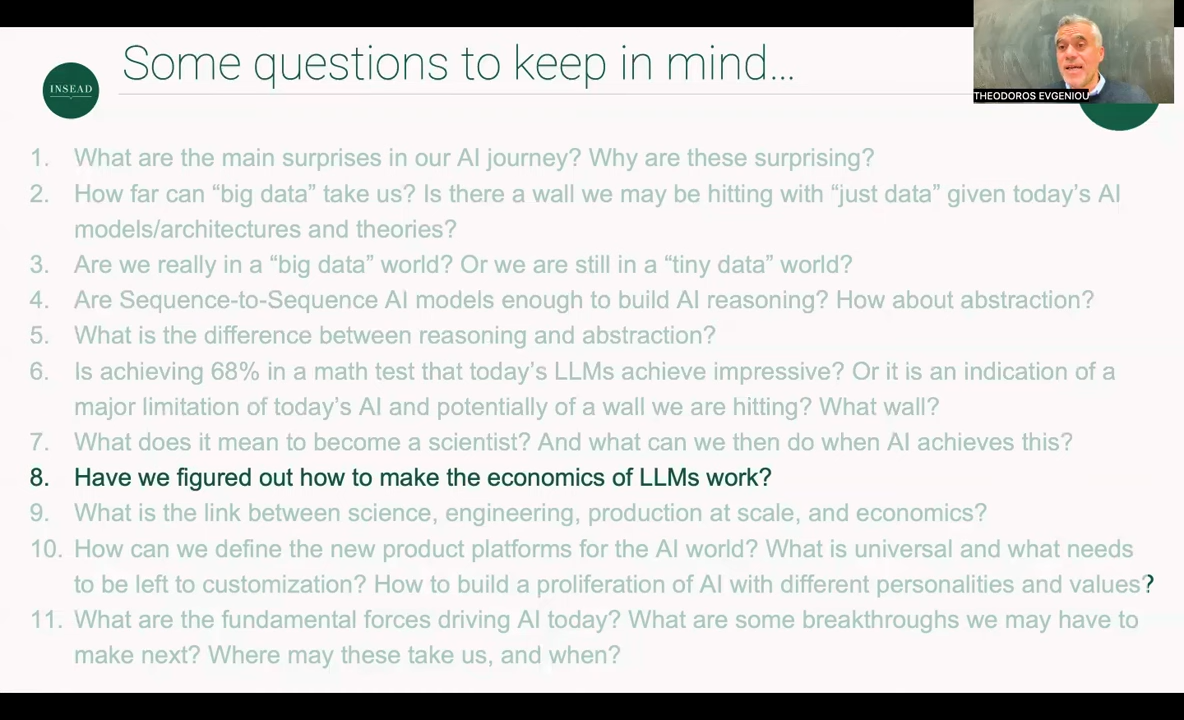 Some questions to keep in mind...
INSEAD
THEODOROS EVGENIOU
1. What are the main surprises in our AI journey? Why are these surprising?
2. How far can “big data” take us? Is there a wall we may be hitting with “just data” given today’s AI
models/architectures and theories?
3. Are we really in a “big data” world? Or we are still in a “tiny data” world?
4. Are Sequence-to-Sequence AI models enough to build AI reasoning? How about abstraction?
5. What is the difference between reasoning and abstraction?
6. Is achieving 68% in a math test that today’s LLMs achieve impressive? Or it is an indication of a
major limitation of today’s AI and potentially of a wall we are hitting? What wall?
7. What does it mean to become a scientist? And what can we then do when AI achieves this?
8. Have we figured out how to make the economics of LLMs work?
9. What is the link between science, engineering, production at scale, and economics?
10. How can we define the new product platforms for the AI world? What is universal and what needs
to be left to customization? How to build a proliferation of AI with different personalities and values?
11. What are the fundamental forces driving AI today? What are some breakthroughs we may have to
make next? Where may these take us, and when?